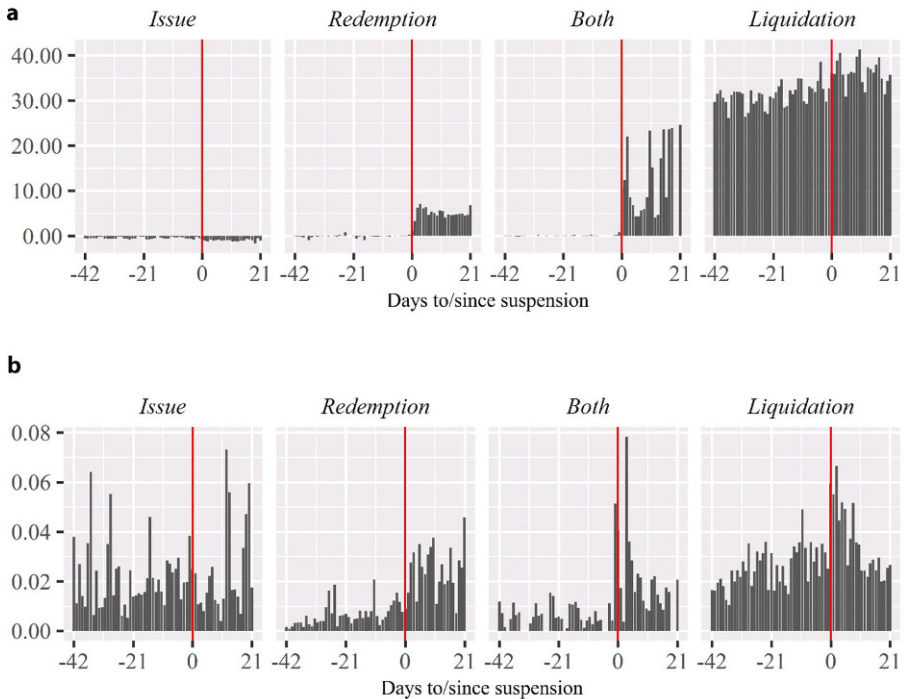 a
Issue Redemption Both Liquidation
40.00
30.00
20.00
10.00
0.00
-42 -21 0 21 -42 -21 0 21 -42 -21 0 21 -42 -21 0 21
Days to/since suspension
b
Issue Redemption Both Liquidation
0.08
0.06
0.04
0.02
0.00
-42 -21 0 21 -42 -21 0 21 -42 -21 0 21 -42 -21 0 21
Days to/since suspension